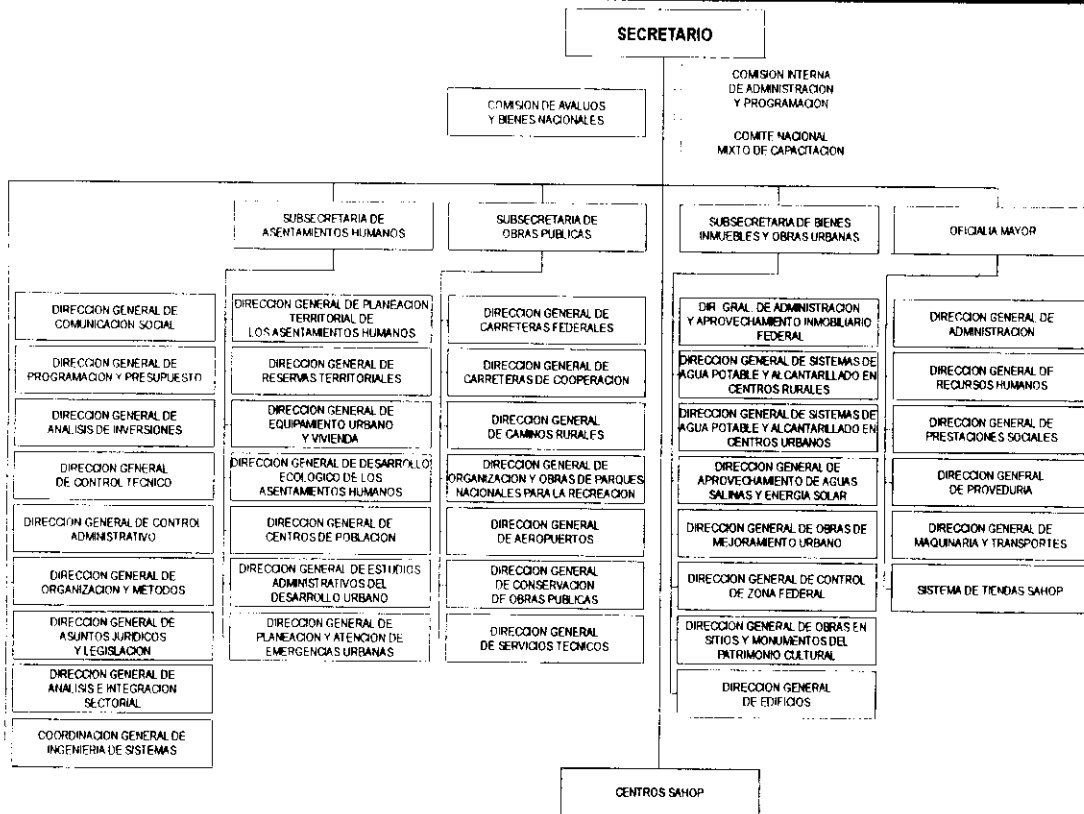 SECRETARIO
COMISION INTERNA
DE ADMINISTRACION
Y PROGRAMACION
COMISION DE AVALUOS
Y BIENES NACIONALES
COMITE NACIONAL
MIXTO DE CAPACITACION
SUBSECRETARIA DE
ASENTAMIENTOS HUMANOS
SUBSECRETARIA DE
OBRAS PUBLICAS
SUBSECRETARIA DE BIENES
INMUEBLES Y OBRAS URBANAS
OFICIALIA MAYOR
DIRECCION GENERAL DE
COMUNICACION SOCIAL
DIRECCION GENERAL DE
PROGRAMACION Y PRESUPUESTO
DIRECCION GENERAL DE
ANALISIS DE INVERSIONES
DIRECCION GENERAL
DE CONTROL TECNICO
DIRECCION GENERAL DE CONTROL
ADMINISTRATIVO
DIRECCION GENERAL DE
ORGANIZACION Y METODOS
DIRECCION GENERAL DE
ASUNTOS JURIDICOS
Y LEGISLACION
DIRECCION GENERAL DE
ANALISIS E INTEGRACION
SECTORIAL
COORDINACION GENERAL DE
INGENIERIA DE SISTEMAS
DIRECCION GENERAL DE PLANEACION
TERRITORIAL DE
LOS ASENTAMIENTOS HUMANOS
DIRECCION GENERAL DE
RESERVAS TERRITORIALES
DIRECCION GENERAL DE
EQUIPAMIENTO URBANO
Y VIVIENDA
DIRECCION GENERAL DE DESARROLLO
ECOLOGICO DE LOS
ASENTAMIENTOS HUMANOS
DIRECCION GENERAL DE
CENTROS DE POBLACION
DIRECCION GENERAL DE ESTUDIOS
ADMINISTRATIVOS DEL
DESARROLLO URBANO
DIRECCION GENERAL DE
PLANEACION Y ATENCION DE
EMERGENCIAS URBANAS
DIRECCION GENERAL DE
CARRETERAS FEDERALES
DIRECCION GENERAL DE
CARRETERAS DE COOPERACION
DIRECCION GENERAL
DE CAMINOS RURALES
DIRECCION GENERAL DE
ORGANIZACION Y OBRAS DE PARQUES
NACIONALES PARA LA RECREACION
DIRECCION GENERAL
DE AEROPUERTOS
DIRECCION GENERAL
DE CONSERVACION
DE OBRAS PUBLICAS
DIRECCION GENERAL
DE SERVICIOS TECNICOS
DIR GRAL. DE ADMINISTRACION
Y APROVECHAMIENTO INMOBILIARIO
FEDERAL
DIRECCION GENERAL DE SISTEMAS DE
AGUA POTABLE Y ALCANTARILLADO EN
CENTROS RURALES
DIRECCION GENERAL DE SISTEMAS DE
AGUA POTABLE Y ALCANTARILLADO EN
CENTROS URBANOS
DIRECCION GENERAL DE
APROVECHAMIENTO DE AGUAS
SALINAS Y ENERGIA SOLAR
DIRECCION GENERAL DE OBRAS DE
MEJORAMIENTO URBANO
DIRECCION GENERAL DE CONTROL
DE ZONA FEDERAL
DIRECCION GENERAL DE OBRAS EN
SITIOS Y MONUMENTOS DEL
PATRIMONIO CULTURAL
DIRECCION GENERAL
DE EDIFICIOS
DIRECCION GENERAL DE
ADMINISTRACION
DIRECCION GENERAL DE
RECURSOS HUMANOS
DIRECCION GENERAL DE
PRESTACIONES SOCIALES
DIRECCION GENERAL
DE PROVEDURIA
DIRECCION GENERAL DE
MAQUINARIA Y TRANSPORTES
SISTEMA DE TIENDAS SAHOP
CENTROS SAHOP